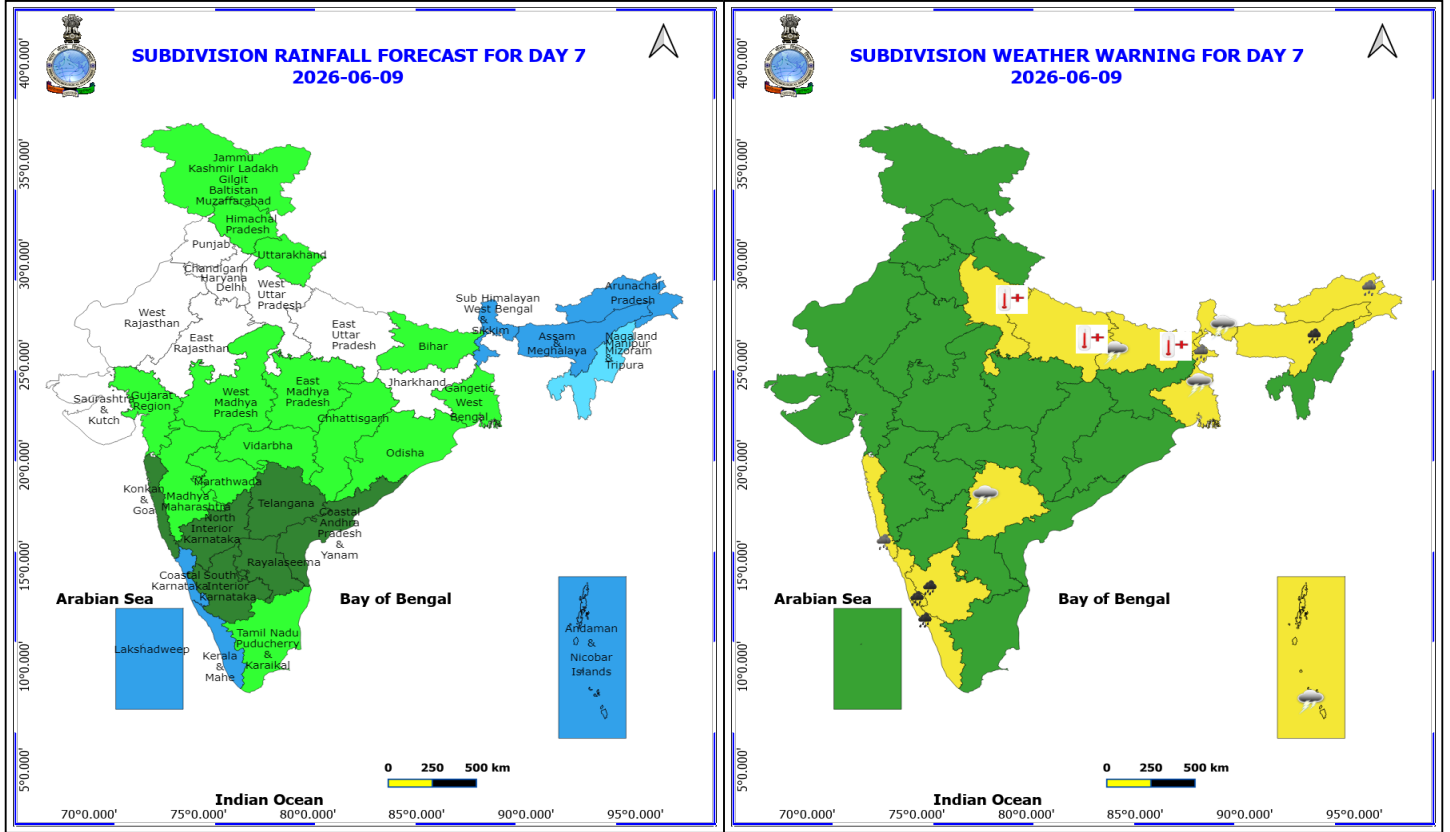 SUBDIVISION RAINFALL FORECAST FOR DAY 7
2026-06-09
40°0.000'
35°0.000'
30°0.000'
25°0.000'
20°0.000'
15°0.000'
10°0.000'
5°0.000'
Jammu
Kashmir Ladakh
Gilgit
Baltistan
Muzaffarabad
Himachal
Pradesh
Punjab
Uttarakhand
Chandigarh
Haryana
Delhi
West
Uttar
Pradesh
West
Rajasthan
East
Rajasthan
East
Uttar
Pradesh
Bihar
Sub Himalayan
West Bengal
&
Sikkim
Arunachal
Pradesh
Assam
&
Meghalaya
Nagaland
Manipur
Mizoram
&
Tripura
Saurashtra
&
Kutch
Gujarat
Region
West
Madhya
Pradesh
East
Madhya
Pradesh
Jharkhand
Gangetic
West
Bengal
Chhattisgarh
Vidarbha
Odisha
Marathwada
Konkan
&
Goa
Madhya
Maharashtra
Telangana
North
Interior
Karnataka
Coastal
Andhra
Pradesh
&
Yanam
Rayalaseema
Coastal
Karnataka
South
Interior
Karnataka
Arabian Sea
Bay of Bengal
Lakshadweep
Tamil Nadu
Puducherry
&
Karaikal
Kerala
&
Mahe
Andaman
&
Nicobar
Islands
0 250 500 km
Indian Ocean
70°0.000' 75°0.000' 80°0.000' 85°0.000' 90°0.000' 95°0.000'
SUBDIVISION WEATHER WARNING FOR DAY 7
2026-06-09
40°0.000'
35°0.000'
30°0.000'
25°0.000'
20°0.000'
15°0.000'
10°0.000'
5°0.000'
Arabian Sea
Bay of Bengal
0 250 500 km
Indian Ocean
70°0.000' 75°0.000' 80°0.000' 85°0.000' 90°0.000' 95°0.000'